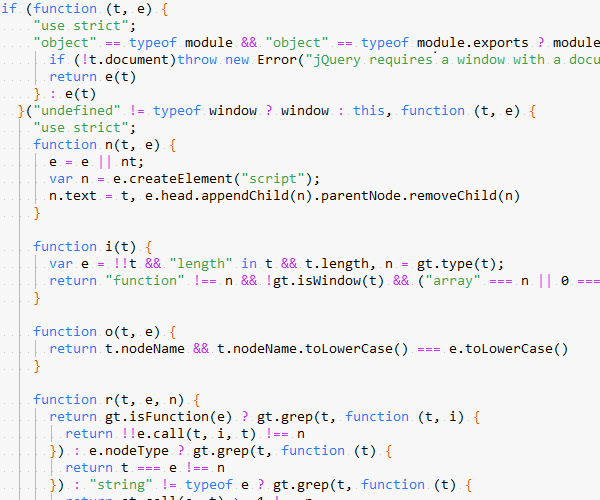 if (function (t, e) {
"use strict";
"object" == typeof module && "object" == typeof module.exports ? module
if (!t.document)throw new Error("jQuery requires a window with a docu
return e(t)
} : e(t)
}("undefined" != typeof window ? window : this, function (t, e) {
"use strict";
function n(t, e) {
e = e || nt;
var n = e.createElement("script");
n.text = t, e.head.appendChild(n).parentNode.removeChild(n)
}
function i(t) {
var e = !!t && "length" in t && t.length, n = gt.type(t);
return "function" !== n && !gt.isWindow(t) && ("array" === n || 0 ===
}
function o(t, e) {
return t.nodeName && t.nodeName.toLowerCase() === e.toLowerCase()
}
function r(t, e, n) {
return gt.isFunction(e) ? gt.grep(t, function (t, i) {
return !!e.call(t, i, t) !== n
}) : e.nodeType ? gt.grep(t, function (t) {
return t === e !== n
}) : "string" != typeof e ? gt.grep(t, function (t) {